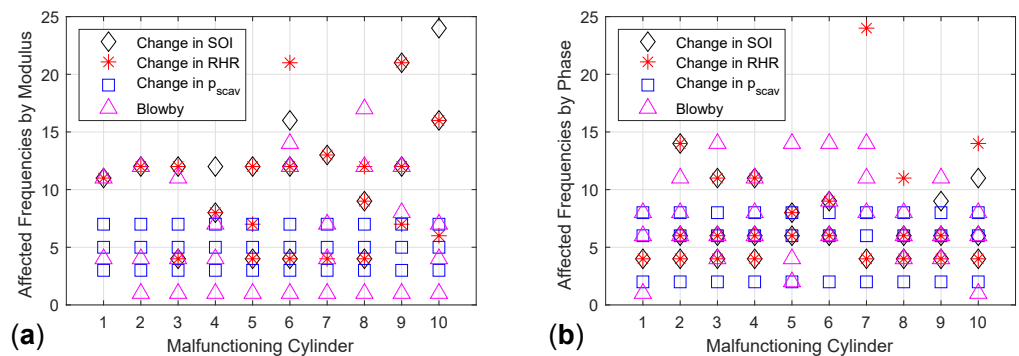 25
20
15
10
5
0
Affected Frequencies by Modulus
Change in SOI
Change in RHR
Change in pscav
Blowby
1 2 3 4 5 6 7 8 9 10
Malfunctioning Cylinder
(a)
25
20
15
10
5
0
Affected Frequencies by Phase
Change in SOI
Change in RHR
Change in pscav
Blowby
1 2 3 4 5 6 7 8 9 10
Malfunctioning Cylinder
(b)